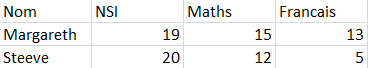 Nom NSI Maths Francais
Margareth 19 15 13
Steeve 20 12 5